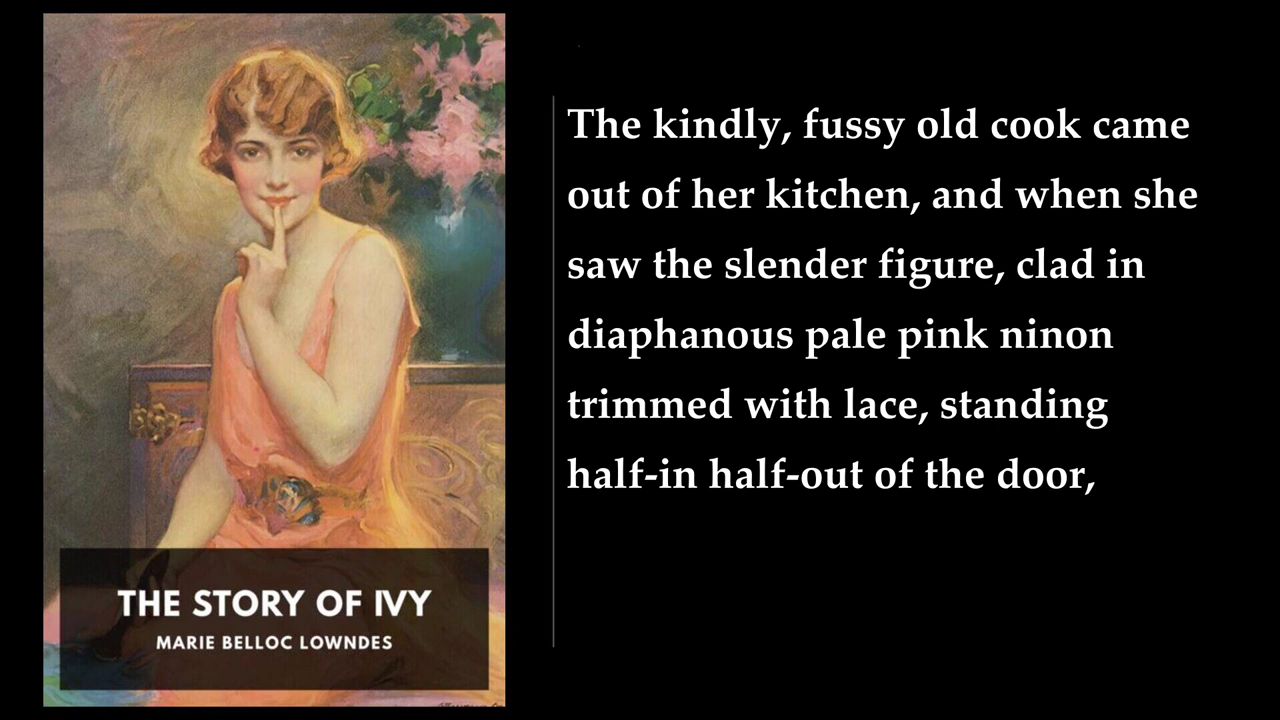 THE STORY OF IVY
MARIE BELLOC LOWNDES
The kindly, fussy old cook came
out of her kitchen, and when she
saw the slender figure, clad in
diaphanous pale pink ninon
trimmed with lace, standing
half-in half-out of the door,